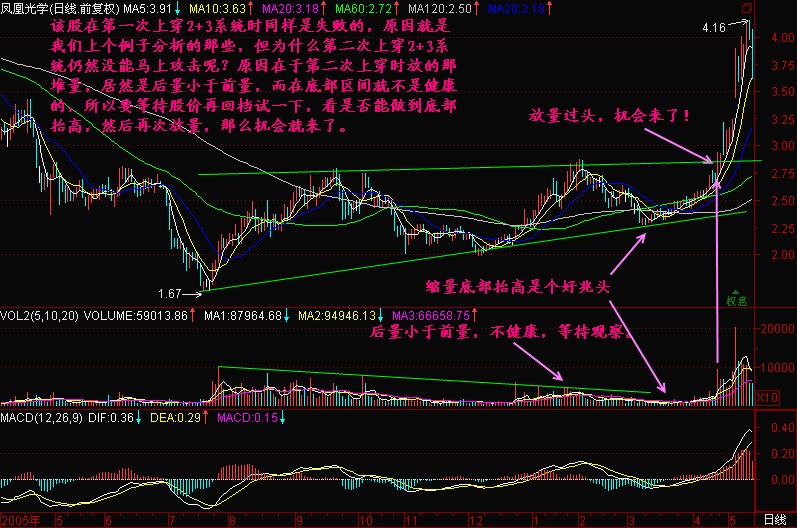 凤凰光学(日线.前复权) MA5:3.91↓ MA10:3.63↑ MA20:3.18↑ MA60:2.72↑ MA120:2.50↑ MA20:3.18↑
该股在第一次上穿2+3系统时同样是失败的，原因就是
我们上个例子分析的那些，但为什么第二次上穿2+3系
统仍然没能马上攻击呢？原因在于第二次上穿时放的那
堆量，居然是后量小于前量，而在底部区间就不是健康
的，所以要等待股价再回档试一下，看是否能做到底部
抬高，然后再次放量，那么机会就来了。
4.16
放量过头，机会来了！
4.00
3.75
3.50
3.25
3.00
2.75
2.50
2.25
2.00
1.67
缩量底部抬高是个好兆头
权息
VOL2(5,10,20) VOLUME:59013.86↑ MA1:87964.68↓ MA2:94946.13↓ MA3:66658.75↑
后量小于前量，不健康，等待观察。
20000
10000
X10
MACD(12,26,9) DIF:0.36↓ DEA:0.29↑ MACD:0.15↓
0.40
0.20
0.00
2005年 5 6 7 8 9 10 11 12 1 2 3 4 5 日线